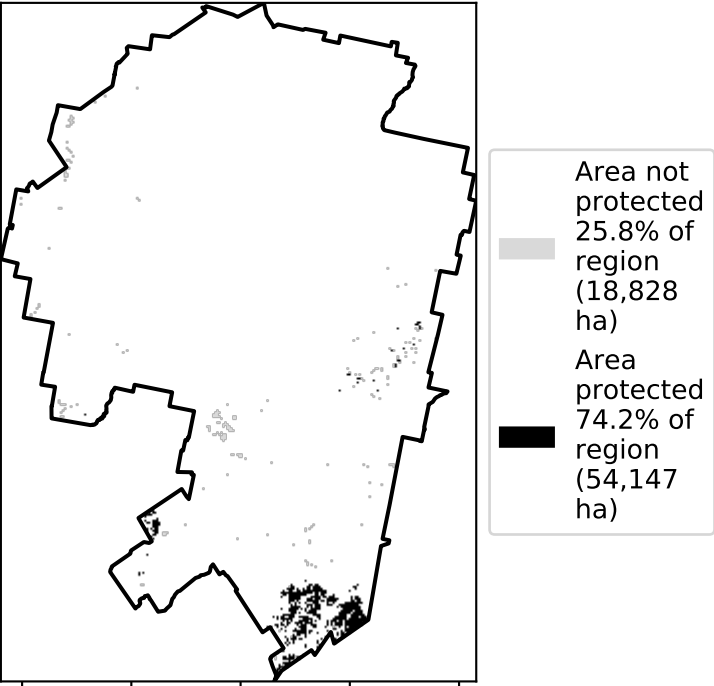 Area not
protected
25.8% of
region
(18,828
ha)
Area
protected
74.2% of
region
(54,147
ha)